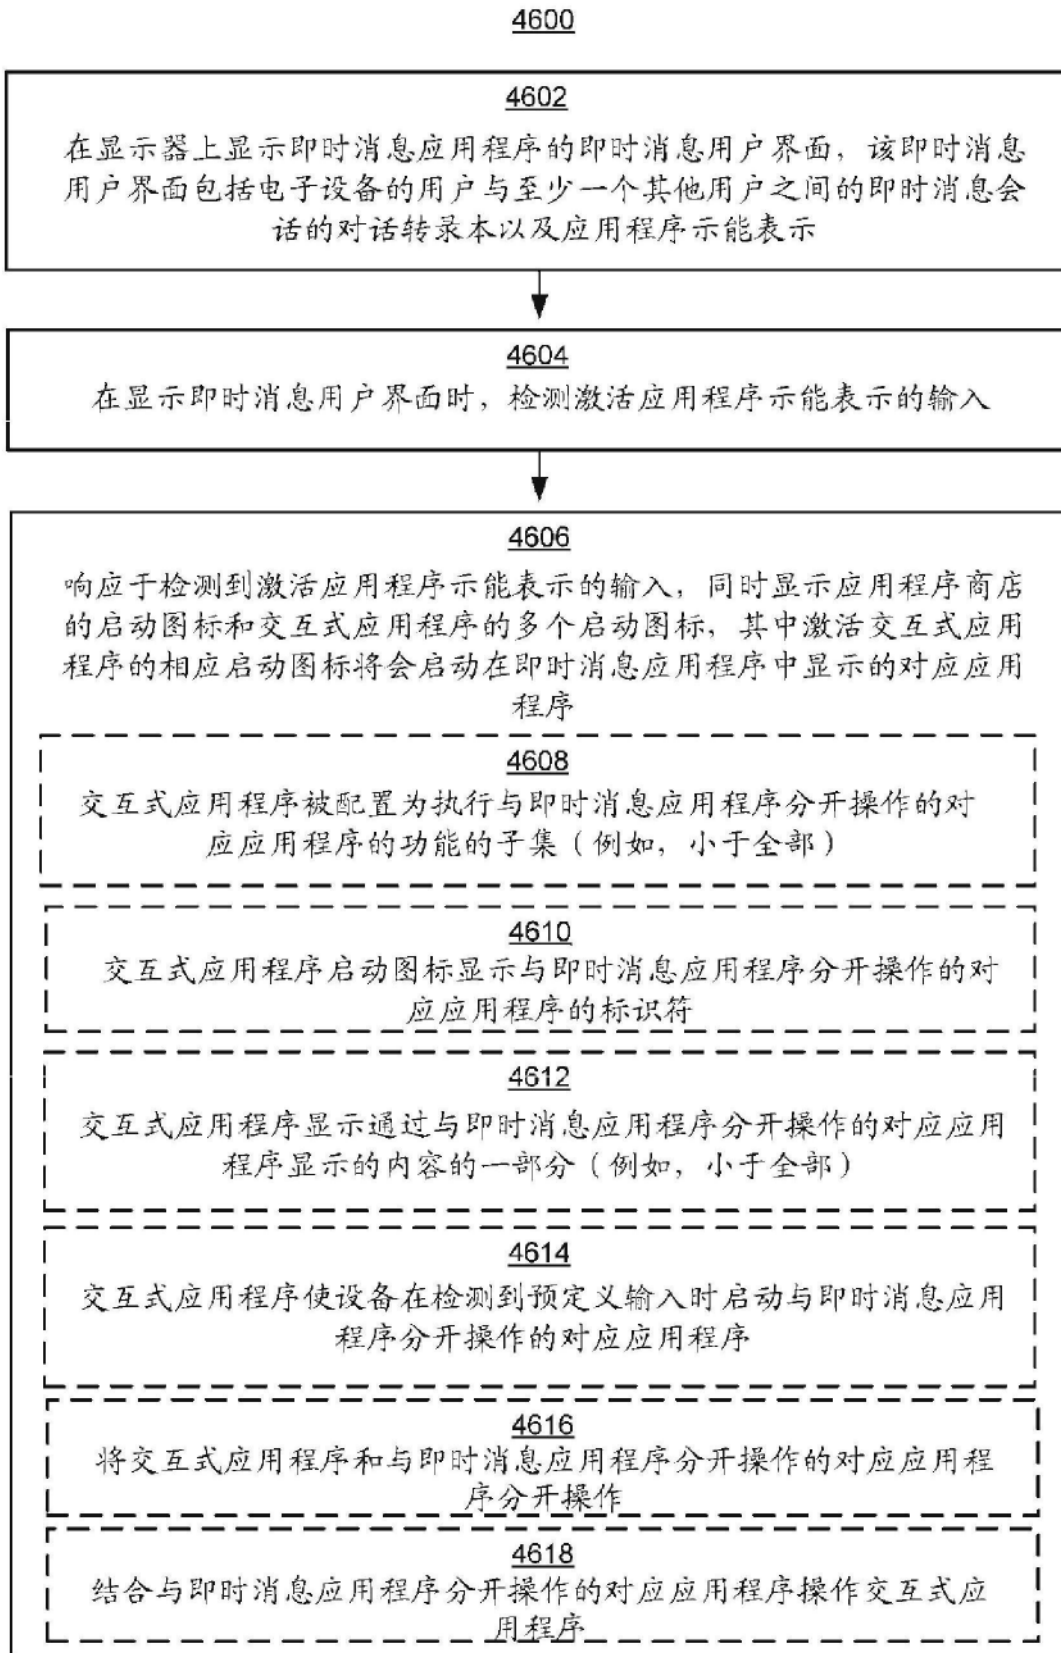 4600
4602
在显示器上显示即时消息应用程序的即时消息用户界面，该即时消息
用户界面包括电子设备的用户与至少一个其他用户之间的即时消息会
话的对话转录本以及应用程序示能表示
4604
在显示即时消息用户界面时，检测激活应用程序示能表示的输入
4606
响应于检测到激活应用程序示能表示的输入，同时显示应用程序商店
的启动图标和交互式应用程序的多个启动图标，其中激活交互式应用
程序的相应启动图标将会启动在即时消息应用程序中显示的对应应用
程序
4608
交互式应用程序被配置为执行与即时消息应用程序分开操作的对
应应用程序的功能的子集（例如，小于全部）
4610
交互式应用程序启动图标显示与即时消息应用程序分开操作的对
应应用程序的标识符
4612
交互式应用程序显示通过与即时消息应用程序分开操作的对应应用
程序显示的内容的一部分（例如，小于全部）
4614
交互式应用程序使设备在检测到预定义输入时启动与即时消息应用
程序分开操作的对应应用程序
4616
将交互式应用程序和与即时消息应用程序分开操作的对应应用程
序分开操作
4618
结合与即时消息应用程序分开操作的对应应用程序操作交互式应
用程序